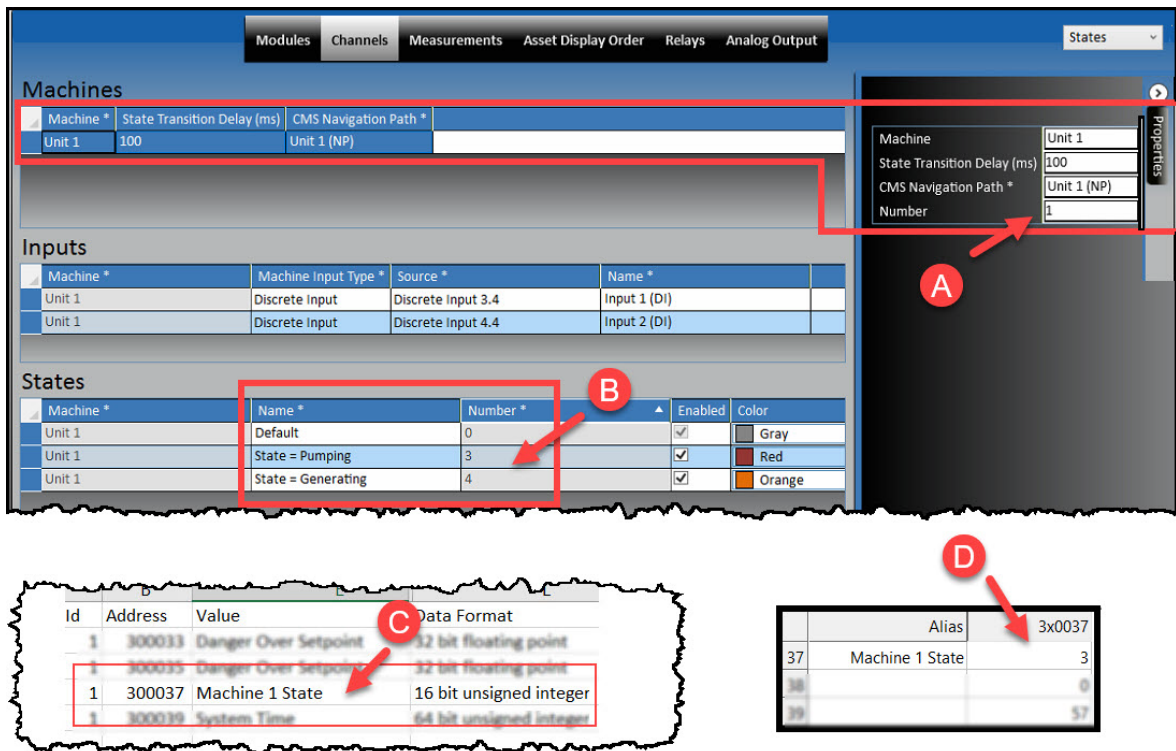 Modules Channels Measurements Asset Display Order Relays Analog Output
States
Machines
Machine * State Transition Delay (ms) CMS Navigation Path *
Unit 1 100 Unit 1 (NP)
Properties
Machine Unit 1
State Transition Delay (ms) 100
CMS Navigation Path * Unit 1 (NP)
Number 1
A
Inputs
Machine * Machine Input Type * Source * Name *
Unit 1 Discrete Input Discrete Input 3.4 Input 1 (DI)
Unit 1 Discrete Input Discrete Input 4.4 Input 2 (DI)
States
B
Machine * Name * Number * Enabled Color
Unit 1 Default 0 Gray
Unit 1 State = Pumping 3 Red
Unit 1 State = Generating 4 Orange
C
Id Address Value Data Format
1 300033 Danger Over Setpoint 32 bit floating point
1 300035 Danger Over Setpoint 32 bit floating point
1 300037 Machine 1 State 16 bit unsigned integer
1 300039 System Time 64 bit unsigned integer
D
Alias 3x0037
37 Machine 1 State 3
38 0
39 57